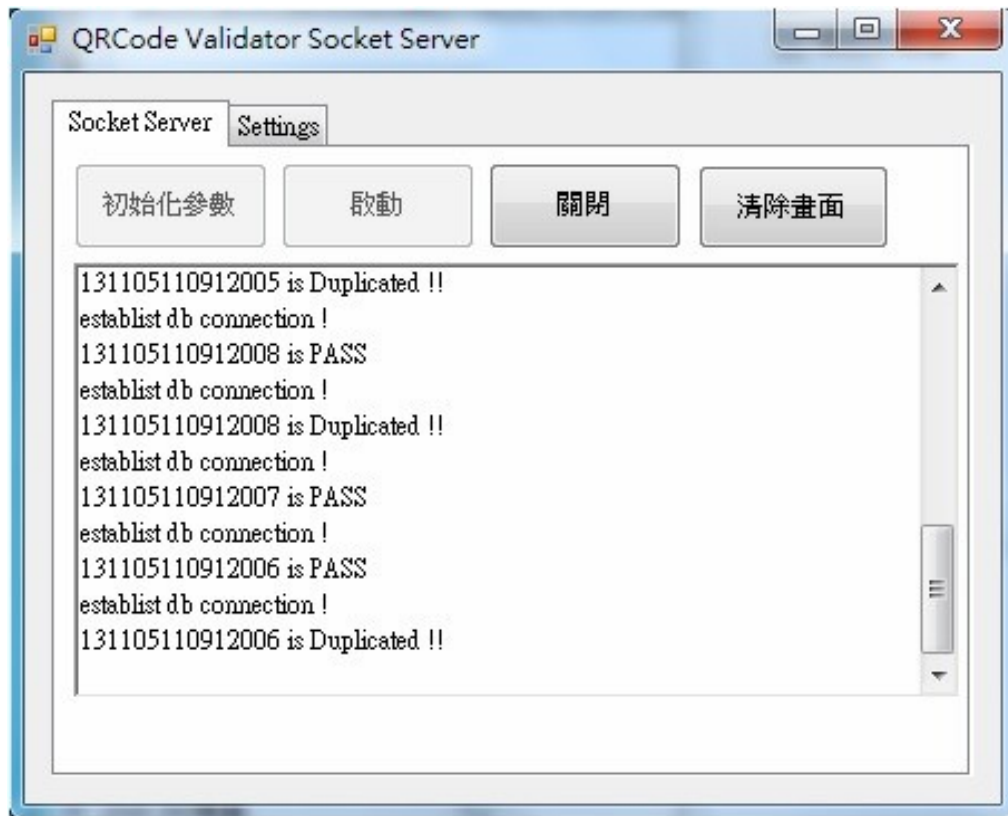 QRCode Validator Socket Server
Socket Server Settings
初始化參數 啟動 關閉 清除畫面
131105110912005 is Duplicated !!
establist db connection !
131105110912008 is PASS
establist db connection !
131105110912008 is Duplicated !!
establist db connection !
131105110912007 is PASS
establist db connection !
131105110912006 is PASS
establist db connection !
131105110912006 is Duplicated !!